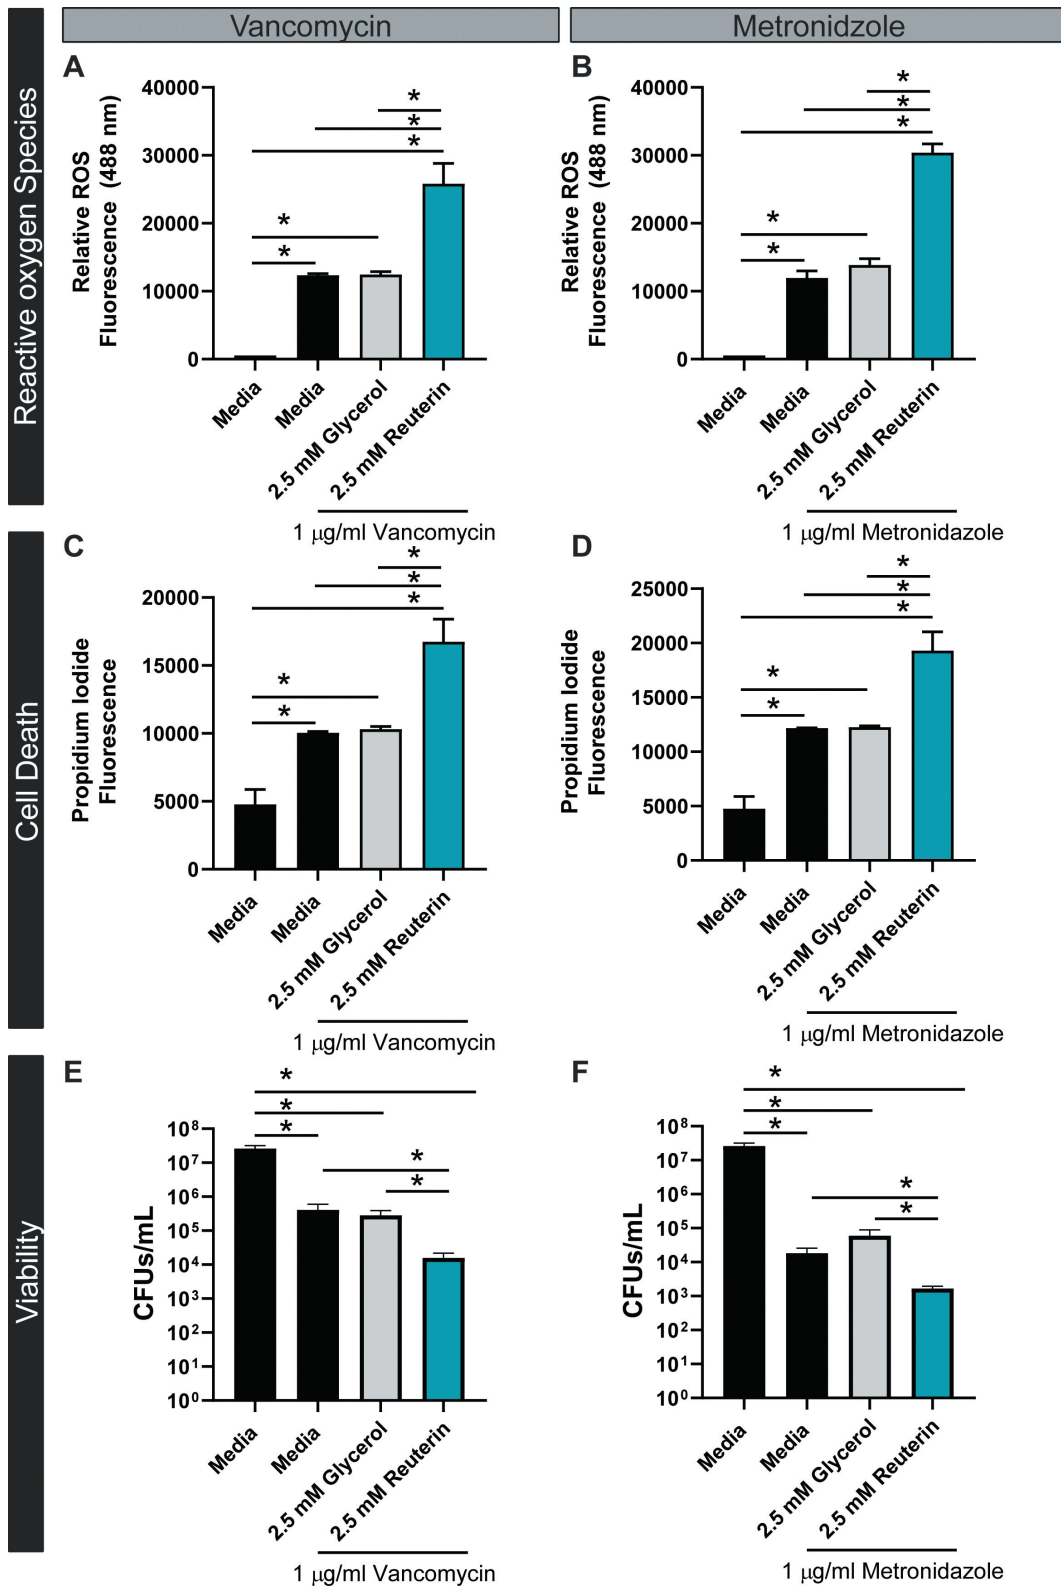 Vancomycin
Metronidzole
Reactive oxygen Species
Cell Death
Viability
A
Relative ROS
Fluorescence (488 nm)
40000
30000
20000
10000
0
*
*
*
*
*
Media
Media
2.5 mM Glycerol
2.5 mM Reuterin
1 μg/ml Vancomycin
B
Relative ROS
Fluorescence (488 nm)
40000
30000
20000
10000
0
*
*
*
*
*
Media
Media
2.5 mM Glycerol
2.5 mM Reuterin
1 μg/ml Metronidazole
C
Propidium Iodide
Fluorescence
20000
15000
10000
5000
0
*
*
*
*
*
Media
Media
2.5 mM Glycerol
2.5 mM Reuterin
1 μg/ml Vancomycin
D
Propidium Iodide
Fluorescence
25000
20000
15000
10000
5000
0
*
*
*
*
*
Media
Media
2.5 mM Glycerol
2.5 mM Reuterin
1 μg/ml Metronidazole
E
CFUs/mL
10⁸
10⁷
10⁶
10⁵
10⁴
10³
10²
10¹
10⁰
*
*
*
*
*
Media
Media
2.5 mM Glycerol
2.5 mM Reuterin
1 μg/ml Vancomycin
F
CFUs/mL
10⁸
10⁷
10⁶
10⁵
10⁴
10³
10²
10¹
10⁰
*
*
*
*
*
Media
Media
2.5 mM Glycerol
2.5 mM Reuterin
1 μg/ml Metronidazole